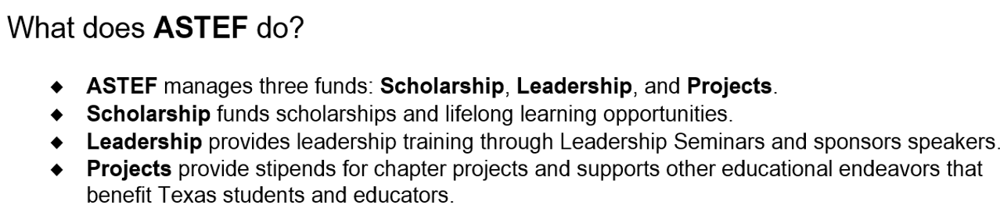 What does ASTEF do?
◆ ASTEF manages three funds: Scholarship, Leadership, and Projects.
◆ Scholarship funds scholarships and lifelong learning opportunities.
◆ Leadership provides leadership training through Leadership Seminars and sponsors speakers.
◆ Projects provide stipends for chapter projects and supports other educational endeavors that
benefit Texas students and educators.